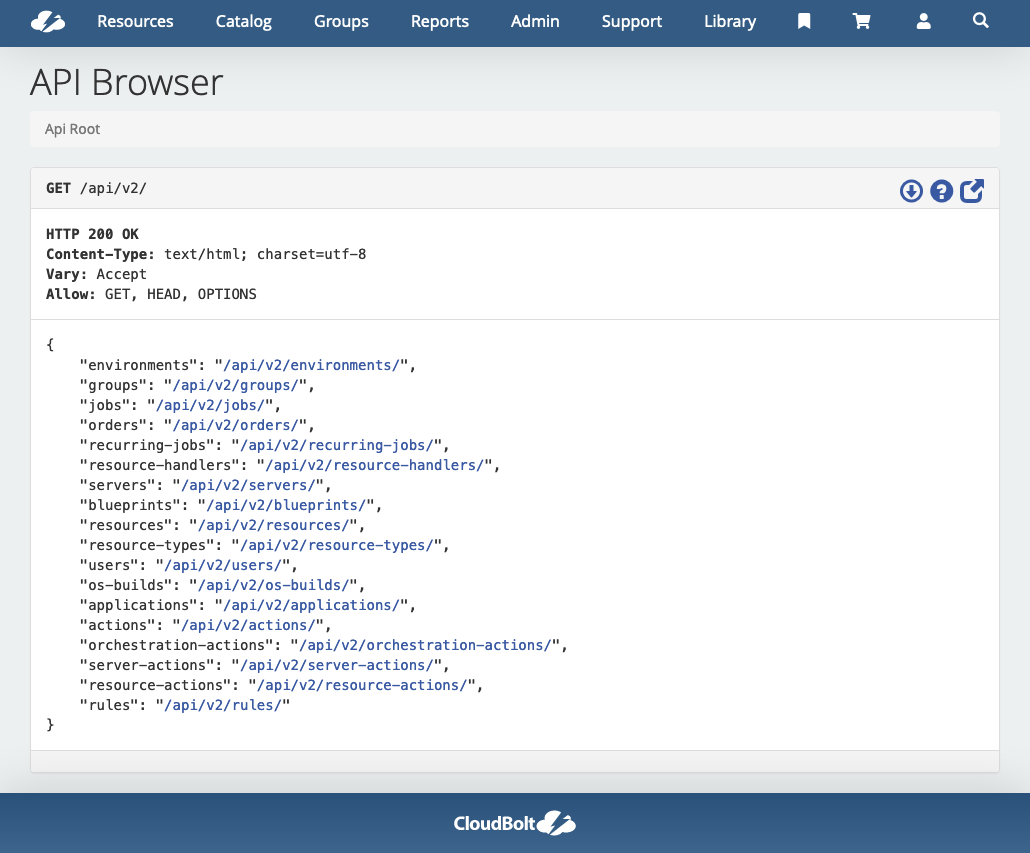 Resources Catalog Groups Reports Admin Support Library
API Browser
Api Root
GET /api/v2/
HTTP 200 OK
Content-Type: text/html; charset=utf-8
Vary: Accept
Allow: GET, HEAD, OPTIONS
{
    "environments": "/api/v2/environments/",
    "groups": "/api/v2/groups/",
    "jobs": "/api/v2/jobs/",
    "orders": "/api/v2/orders/",
    "recurring-jobs": "/api/v2/recurring-jobs/",
    "resource-handlers": "/api/v2/resource-handlers/",
    "servers": "/api/v2/servers/",
    "blueprints": "/api/v2/blueprints/",
    "resources": "/api/v2/resources/",
    "resource-types": "/api/v2/resource-types/",
    "users": "/api/v2/users/",
    "os-builds": "/api/v2/os-builds/",
    "applications": "/api/v2/applications/",
    "actions": "/api/v2/actions/",
    "orchestration-actions": "/api/v2/orchestration-actions/",
    "server-actions": "/api/v2/server-actions/",
    "resource-actions": "/api/v2/resource-actions/",
    "rules": "/api/v2/rules/"
}
CloudBolt